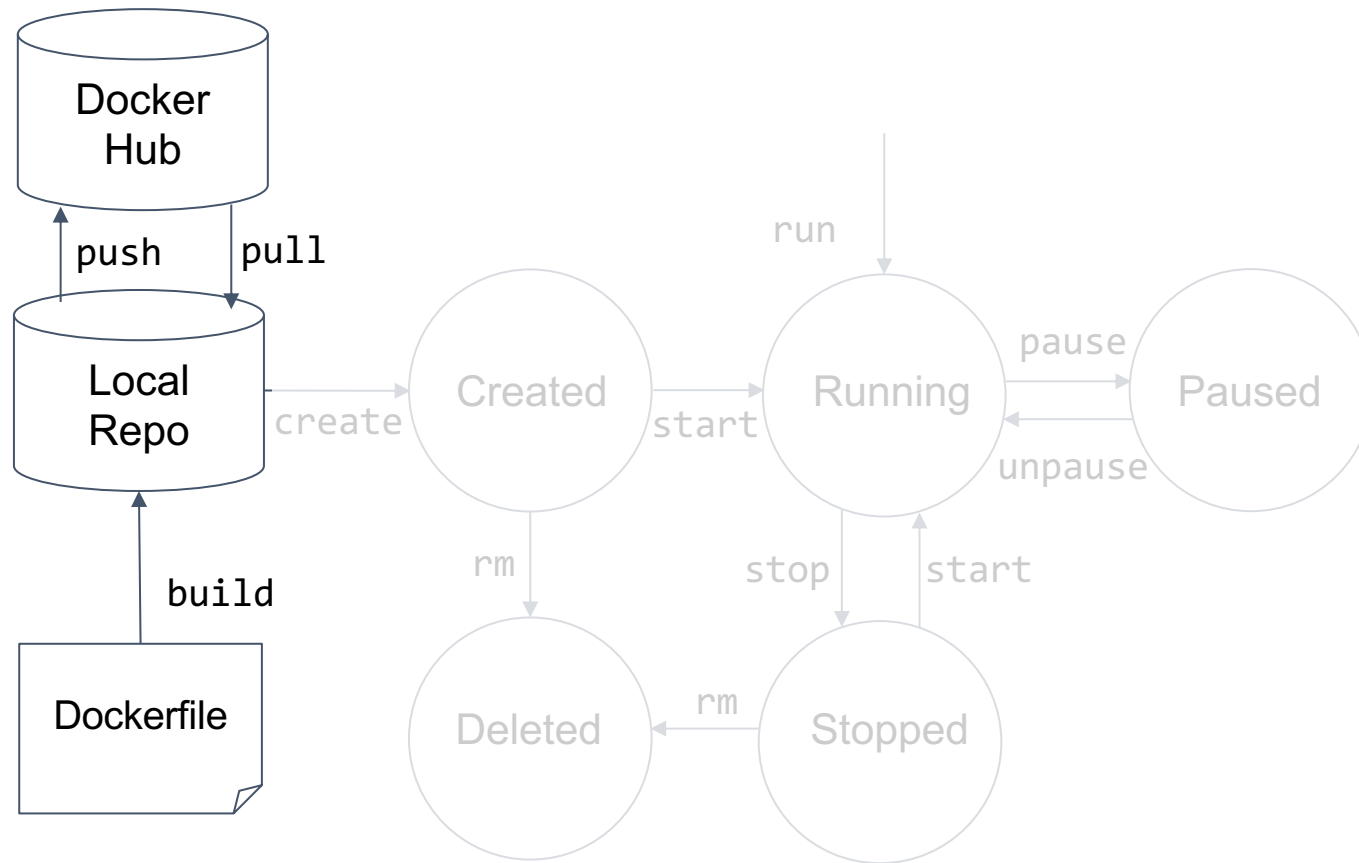 Docker
Hub
push
pull
run
Local
Repo
create
Created
start
Running
pause
unpause
Paused
rm
stop
start
build
Dockerfile
Deleted
rm
Stopped